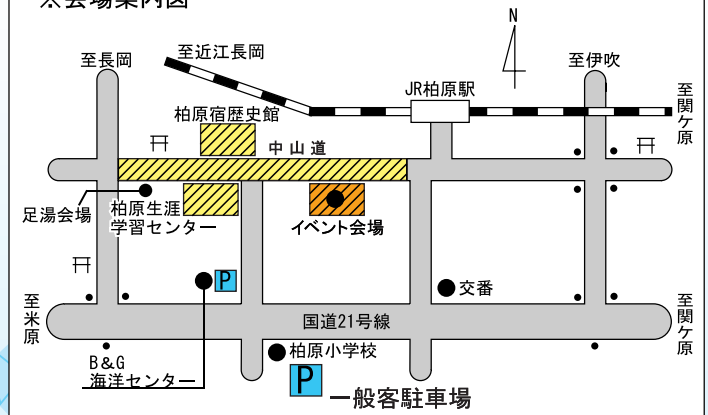 ※会場案内図
N
至近江長岡
至長岡
至伊吹
JR柏原駅
至関ケ原
柏原宿歴史館
中山道
足湯会場
柏原生涯
学習センター
イベント会場
P
交番
至米原
国道21号線
至関ケ原
B&G
海洋センター
柏原小学校
P
一般客駐車場